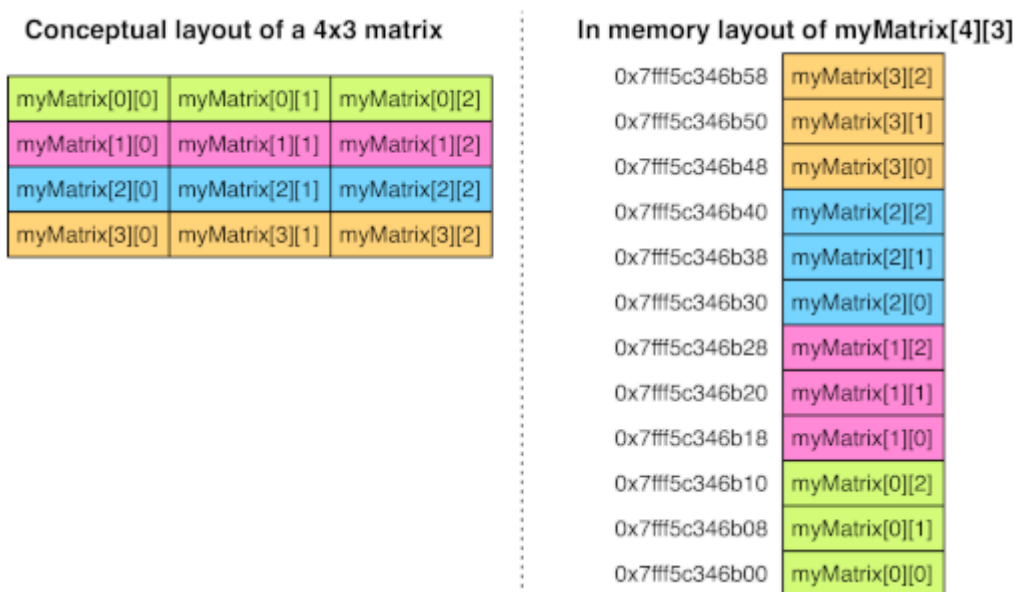 Conceptual layout of a 4x3 matrix
myMatrix[0][0] myMatrix[0][1] myMatrix[0][2]
myMatrix[1][0] myMatrix[1][1] myMatrix[1][2]
myMatrix[2][0] myMatrix[2][1] myMatrix[2][2]
myMatrix[3][0] myMatrix[3][1] myMatrix[3][2]
In memory layout of myMatrix[4][3]
0x7fff5c346b58 myMatrix[3][2]
0x7fff5c346b50 myMatrix[3][1]
0x7fff5c346b48 myMatrix[3][0]
0x7fff5c346b40 myMatrix[2][2]
0x7fff5c346b38 myMatrix[2][1]
0x7fff5c346b30 myMatrix[2][0]
0x7fff5c346b28 myMatrix[1][2]
0x7fff5c346b20 myMatrix[1][1]
0x7fff5c346b18 myMatrix[1][0]
0x7fff5c346b10 myMatrix[0][2]
0x7fff5c346b08 myMatrix[0][1]
0x7fff5c346b00 myMatrix[0][0]